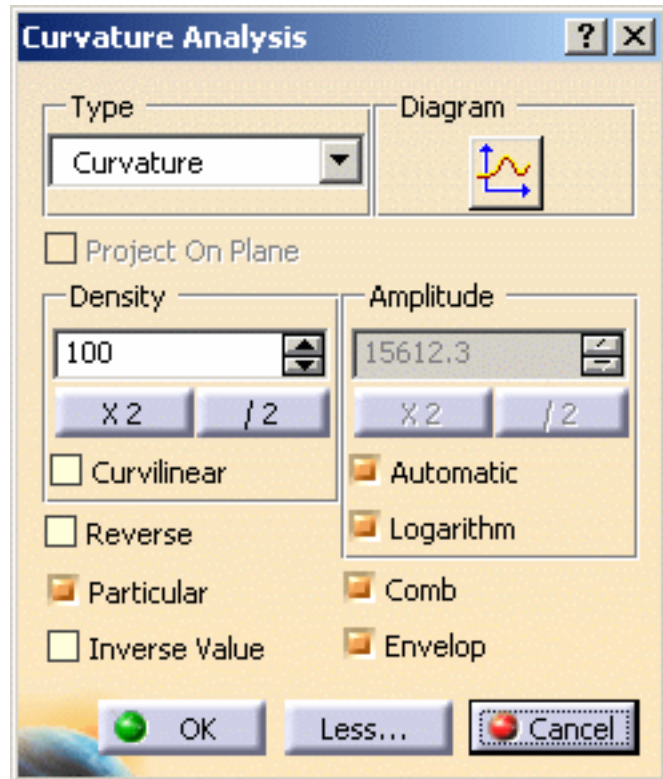 Curvature Analysis
Type
Diagram
Curvature
Project On Plane
Density
Amplitude
100
15612.3
X 2
/ 2
X 2
/ 2
Curvilinear
Automatic
Reverse
Logarithm
Particular
Comb
Inverse Value
Envelop
OK
Less...
Cancel